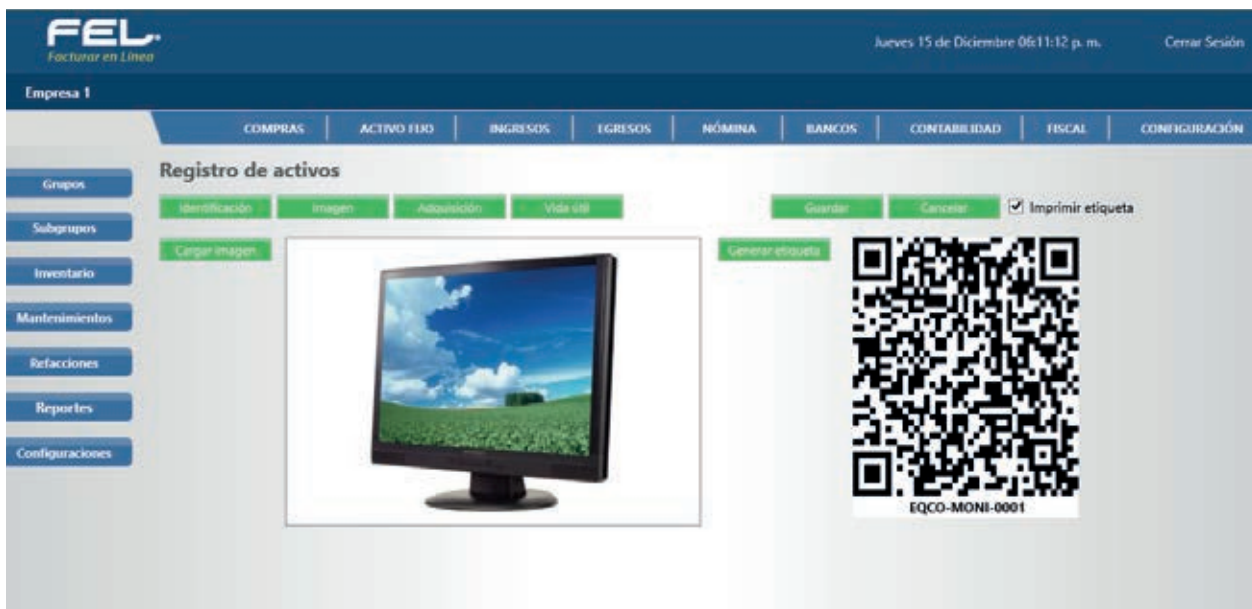 FEL
Facturar en Línea
Jueves 15 de Diciembre 06:11:12 p. m.
Cerrar Sesión
Empresa 1
COMPRAS ACTIVO FIJO INGRESOS EGRESOS NÓMINA BANCOS CONTABILIDAD FISCAL CONFIGURACIÓN
Grupos
Subgrupos
Inventario
Mantenimientos
Refacciones
Reportes
Configuraciones
Registro de activos
Identificación Imagen Adquisición Vida útil Guardar Cancelar Imprimir etiqueta
Cargar imagen Generar etiqueta
EQCO-MONI-0001